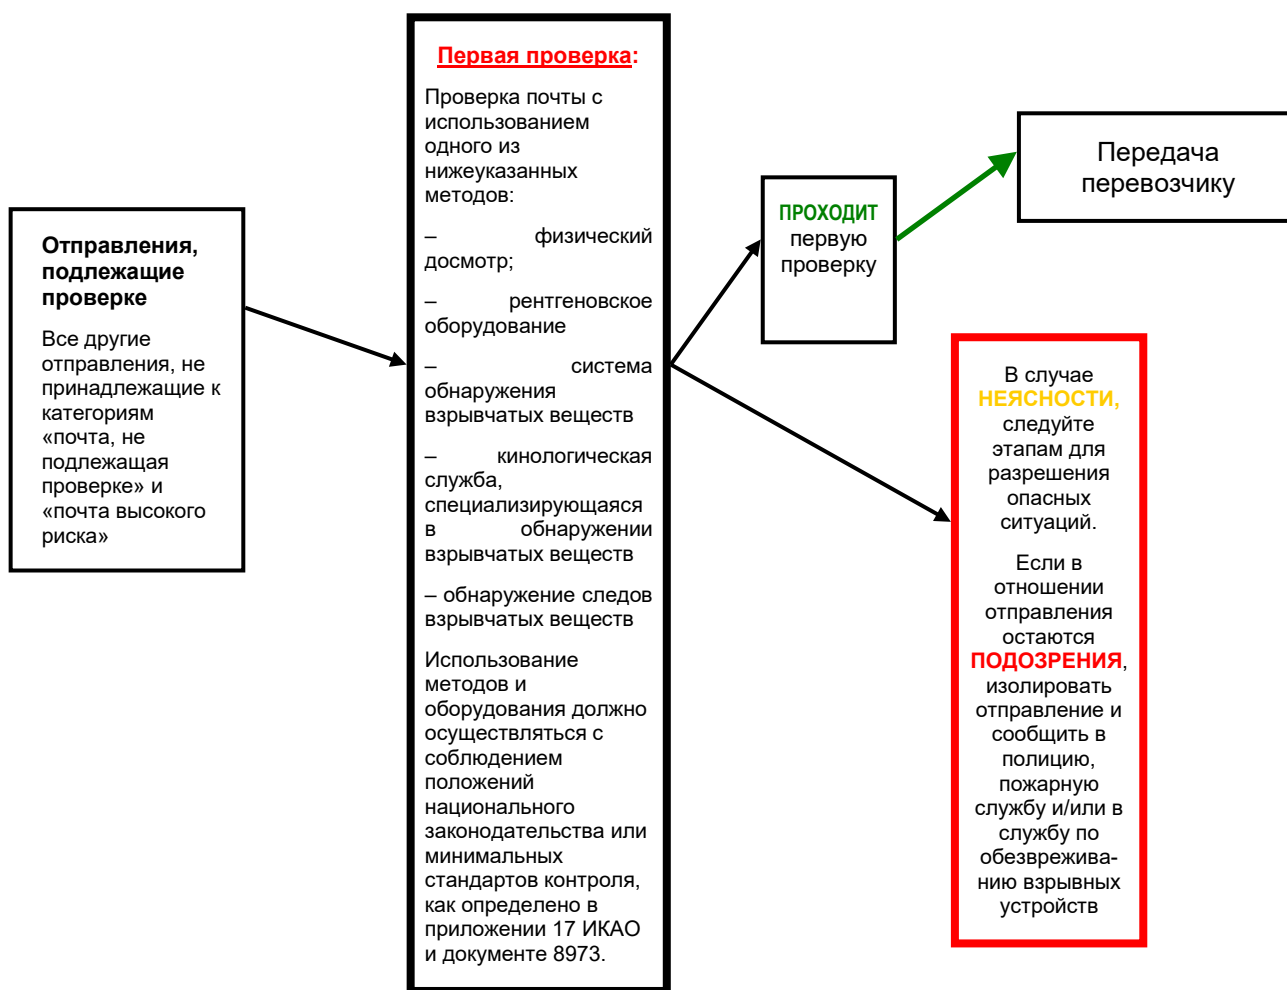 Отправления,
подлежащие
проверке
Все другие
отправления, не
принадлежащие к
категориям
«почта, не
подлежащая
проверке» и
«почта высокого
риска»
Первая проверка:
Проверка почты с
использованием
одного из
нижеуказанных
методов:
– физический
досмотр;
– рентгеновское
оборудование
– система
обнаружения
взрывчатых веществ
– кинологическая
служба,
специализирующаяся
в обнаружении
взрывчатых веществ
– обнаружение следов
взрывчатых веществ
Использование
методов и
оборудования должно
осуществляться с
соблюдением
положений
национального
законодательства или
минимальных
стандартов контроля,
как определено в
приложении 17 ИКАО
и документе 8973.
ПРОХОДИТ
первую
проверку
Передача
перевозчику
В случае
НЕЯСНОСТИ,
следуйте
этапам для
разрешения
опасных
ситуаций.
Если в
отношении
отправления
остаются
ПОДОЗРЕНИЯ,
изолировать
отправление и
сообщить в
полицию,
пожарную
службу и/или в
службу по
обезврежива-
нию взрывных
устройств